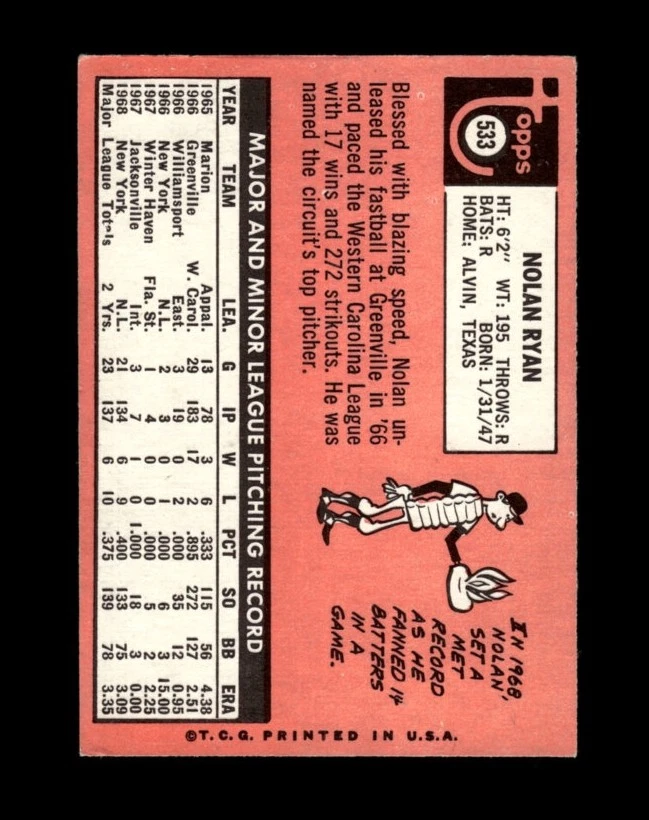 Topps
533
NOLAN RYAN
HT: 6'2" WT: 195 THROWS: R
BATS: R BORN: 1/31/47
HOME: ALVIN, TEXAS
Blessed with blazing speed, Nolan un-
leased his fastball at Greenville in '66
and paced the Western Carolina League
with 17 wins and 272 strikouts. He was
named the circuit's top pitcher.
IN 1968,
NOLAN
SET A
MET
RECORD
AS HE
FANNED 14
BATTERS
IN A
GAME.
MAJOR AND MINOR LEAGUE PITCHING RECORD
YEAR TEAM LEA G IP W L PCT SO BB ERA
1965 Marion Appal. 13 78 3 6 .333 115 56 4.38
1966 Greenville W. Carol. 29 183 17 2 .895 272 127 2.51
1966 Williamsport East. 3 19 0 2 .000 35 12 0.95
1966 New York N.L. 2 3 0 1 .000 6 3 15.00
1967 Winter Haven Fla. St. 1 4 0 0 .000 5 2 2.25
1967 Jacksonville Int. 3 7 1 0 1.000 18 3 0.00
1968 New York N.L. 21 134 6 9 .400 133 75 3.09
Major League Tot'ls 2 Yrs. 23 137 6 10 .375 139 78 3.35
©T.C.G. PRINTED IN U.S.A.